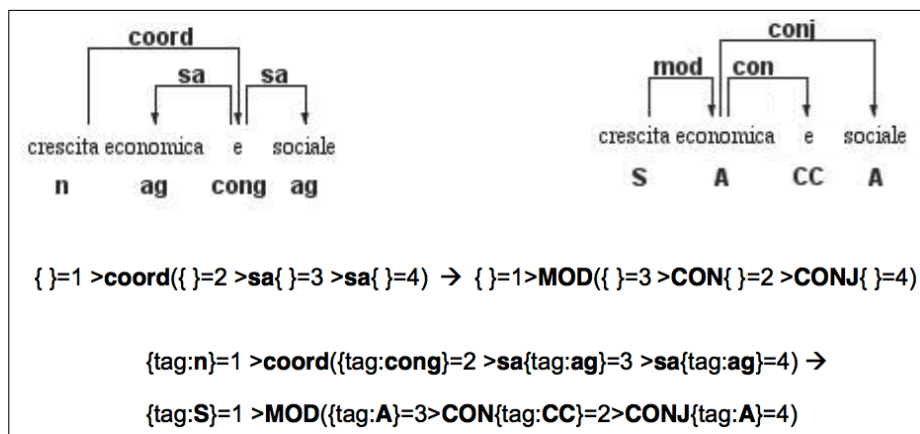 coord conj
sa sa mod con
crescita economica e sociale crescita economica e sociale
n ag cong ag S A CC A
{ }=1 >coord({ }=2 >sa{ }=3 >sa{ }=4) → { }=1>MOD({ }=3 >CON{ }=2 >CONJ{ }=4)
{tag:n}=1 >coord({tag:cong}=2 >sa{tag:ag}=3 >sa{tag:ag}=4) →
{tag:S}=1 >MOD({tag:A}=3>CON{tag:CC}=2>CONJ{tag:A}=4)